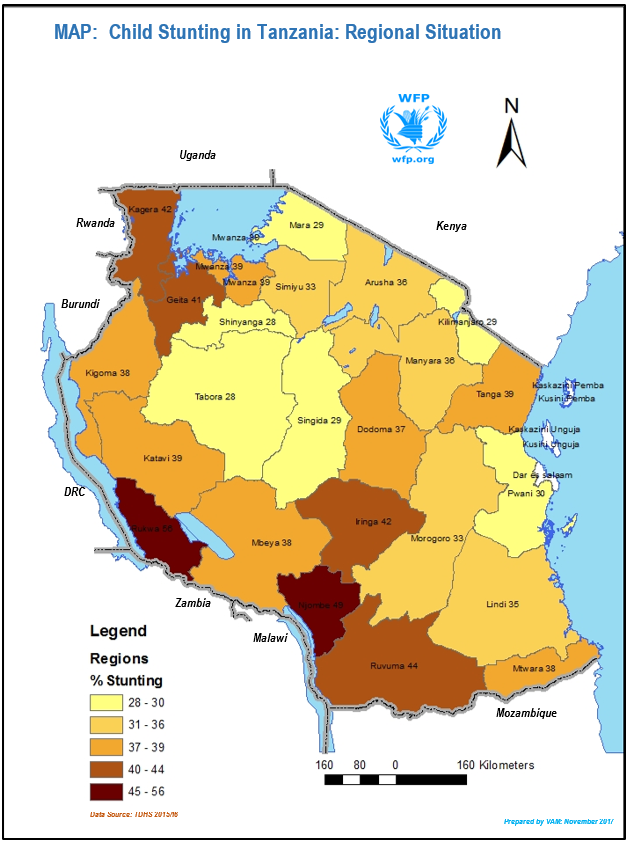 MAP: Child Stunting in Tanzania: Regional Situation
WFP
wfp.org
N
Uganda
Kagera 42
Rwanda
Mara 29
Kenya
Mwanza 39
Mwanza 39
Mwanza 39
Arusha 36
Simiyu 33
Geita 41
Burundi
Shinyanga 28
Kilimanjaro 29
Manyara 36
Kigoma 38
Kaskazini Pemba
Tanga 39
Kusini Pemba
Tabora 28
Singida 29
Dodoma 37
Kaskazini Unguja
Kusini Unguja
Katavi 39
Dar es salaam
DRC
Pwani 30
Iringa 42
Mbeya 38
Morogoro 33
Zambia
Lindi 35
Malawi
Ruvuma 44
Mtwara 38
Mozambique
Legend
Regions
% Stunting
28 - 30
31 - 36
37 - 39
40 - 44
45 - 56
160 80 0 160 Kilometers
Data Source: TDHS 2015/16
Prepared by VAM: November 2017